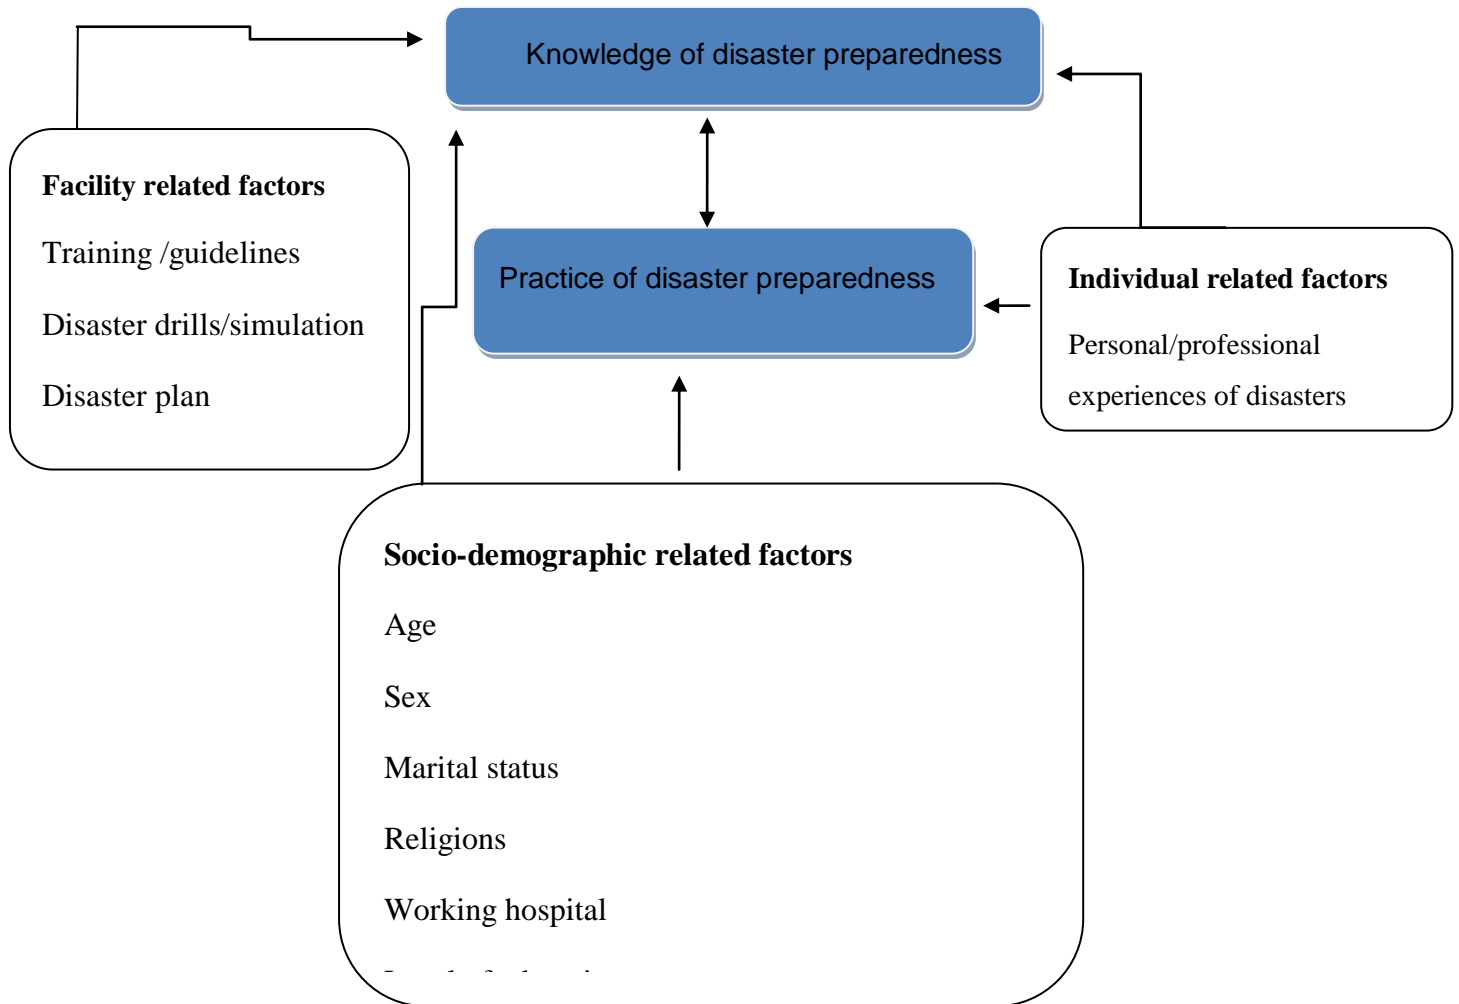 Knowledge of disaster preparedness
Facility related factors
Training /guidelines
Disaster drills/simulation
Disaster plan
Practice of disaster preparedness
Individual related factors
Personal/professional
experiences of disasters
Socio-demographic related factors
Age
Sex
Marital status
Religions
Working hospital